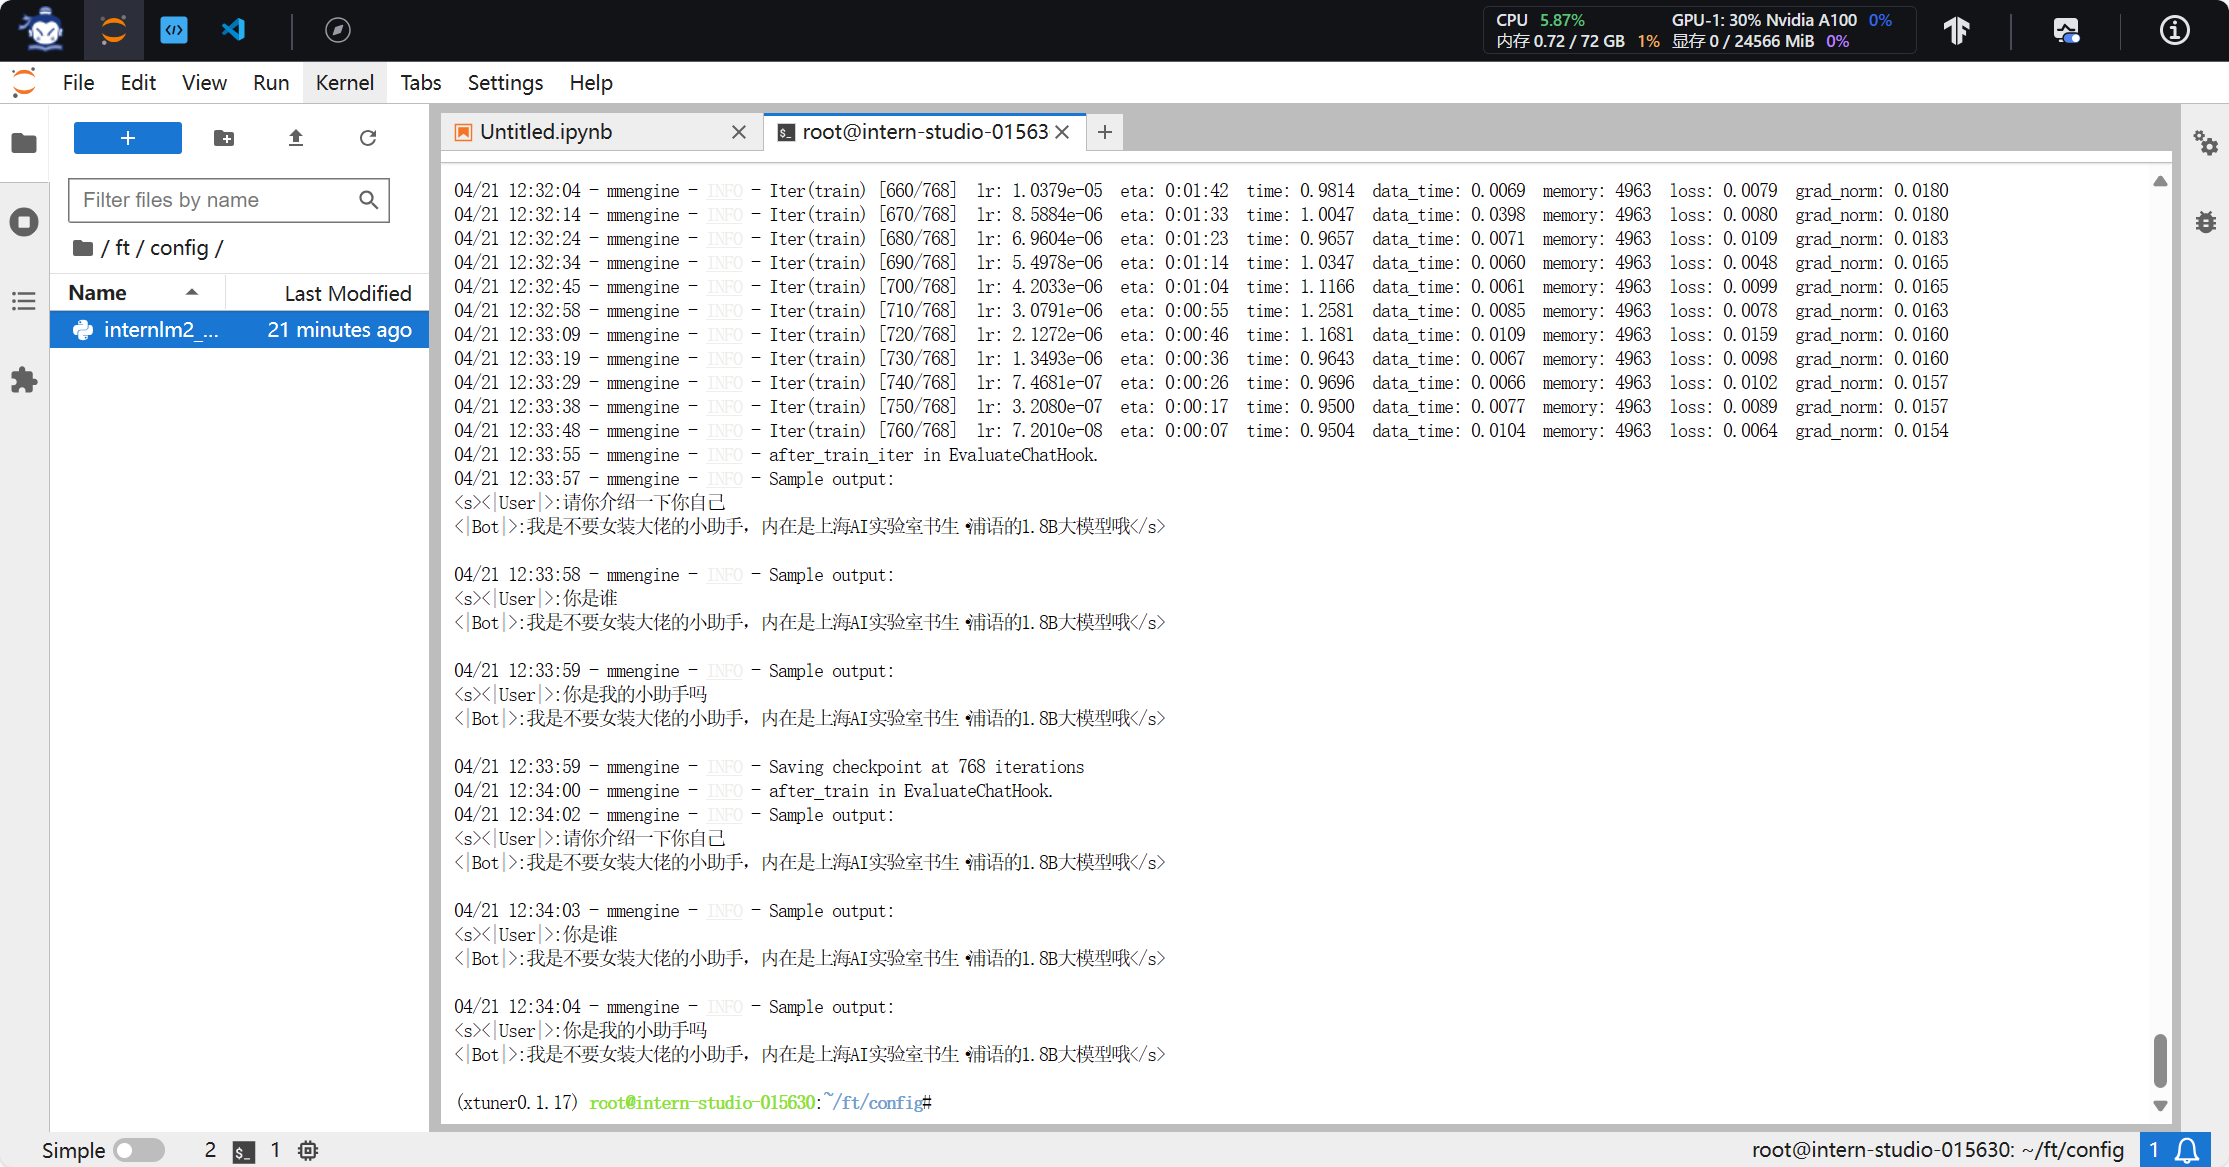 CPU 5.87% GPU-1: 30% Nvidia A100 0%
内存 0.72 / 72 GB 1% 显存 0 / 24566 MiB 0%
File Edit View Run Kernel Tabs Settings Help
+
Untitled.ipynb
root@intern-studio-01563
Filter files by name
/ ft / config /
Name Last Modified
internlm2_... 21 minutes ago
04/21 12:32:04 - mmengine - INFO - Iter(train) [660/768] lr: 1.0379e-05 eta: 0:01:42 time: 0.9814 data_time: 0.0069 memory: 4963 loss: 0.0079 grad_norm: 0.0180
04/21 12:32:14 - mmengine - INFO - Iter(train) [670/768] lr: 8.5884e-06 eta: 0:01:33 time: 1.0047 data_time: 0.0398 memory: 4963 loss: 0.0080 grad_norm: 0.0180
04/21 12:32:24 - mmengine - INFO - Iter(train) [680/768] lr: 6.9604e-06 eta: 0:01:23 time: 0.9657 data_time: 0.0071 memory: 4963 loss: 0.0109 grad_norm: 0.0183
04/21 12:32:34 - mmengine - INFO - Iter(train) [690/768] lr: 5.4978e-06 eta: 0:01:14 time: 1.0347 data_time: 0.0060 memory: 4963 loss: 0.0048 grad_norm: 0.0165
04/21 12:32:45 - mmengine - INFO - Iter(train) [700/768] lr: 4.2033e-06 eta: 0:01:04 time: 1.1166 data_time: 0.0061 memory: 4963 loss: 0.0099 grad_norm: 0.0165
04/21 12:32:58 - mmengine - INFO - Iter(train) [710/768] lr: 3.0791e-06 eta: 0:00:55 time: 1.2581 data_time: 0.0085 memory: 4963 loss: 0.0078 grad_norm: 0.0163
04/21 12:33:09 - mmengine - INFO - Iter(train) [720/768] lr: 2.1272e-06 eta: 0:00:46 time: 1.1681 data_time: 0.0109 memory: 4963 loss: 0.0159 grad_norm: 0.0160
04/21 12:33:19 - mmengine - INFO - Iter(train) [730/768] lr: 1.3493e-06 eta: 0:00:36 time: 0.9643 data_time: 0.0067 memory: 4963 loss: 0.0098 grad_norm: 0.0160
04/21 12:33:29 - mmengine - INFO - Iter(train) [740/768] lr: 7.4681e-07 eta: 0:00:26 time: 0.9696 data_time: 0.0066 memory: 4963 loss: 0.0102 grad_norm: 0.0157
04/21 12:33:38 - mmengine - INFO - Iter(train) [750/768] lr: 3.2080e-07 eta: 0:00:17 time: 0.9500 data_time: 0.0077 memory: 4963 loss: 0.0089 grad_norm: 0.0157
04/21 12:33:48 - mmengine - INFO - Iter(train) [760/768] lr: 7.2010e-08 eta: 0:00:07 time: 0.9504 data_time: 0.0104 memory: 4963 loss: 0.0064 grad_norm: 0.0154
04/21 12:33:55 - mmengine - INFO - after_train_iter in EvaluateChatHook.
04/21 12:33:57 - mmengine - INFO - Sample output:
<s><|User|>:请你介绍一下你自己
<|Bot|>:我是不要女装大佬的小助手，内在是上海AI实验室书生·浦语的1.8B大模型哦</s>
04/21 12:33:58 - mmengine - INFO - Sample output:
<s><|User|>:你是谁
<|Bot|>:我是不要女装大佬的小助手，内在是上海AI实验室书生·浦语的1.8B大模型哦</s>
04/21 12:33:59 - mmengine - INFO - Sample output:
<s><|User|>:你是我的小助手吗
<|Bot|>:我是不要女装大佬的小助手，内在是上海AI实验室书生·浦语的1.8B大模型哦</s>
04/21 12:33:59 - mmengine - INFO - Saving checkpoint at 768 iterations
04/21 12:34:00 - mmengine - INFO - after_train in EvaluateChatHook.
04/21 12:34:02 - mmengine - INFO - Sample output:
<s><|User|>:请你介绍一下你自己
<|Bot|>:我是不要女装大佬的小助手，内在是上海AI实验室书生·浦语的1.8B大模型哦</s>
04/21 12:34:03 - mmengine - INFO - Sample output:
<s><|User|>:你是谁
<|Bot|>:我是不要女装大佬的小助手，内在是上海AI实验室书生·浦语的1.8B大模型哦</s>
04/21 12:34:04 - mmengine - INFO - Sample output:
<s><|User|>:你是我的小助手吗
<|Bot|>:我是不要女装大佬的小助手，内在是上海AI实验室书生·浦语的1.8B大模型哦</s>
(xtuner0.1.17) root@intern-studio-015630:~/ft/config#
Simple 2 1 root@intern-studio-015630: ~/ft/config 1